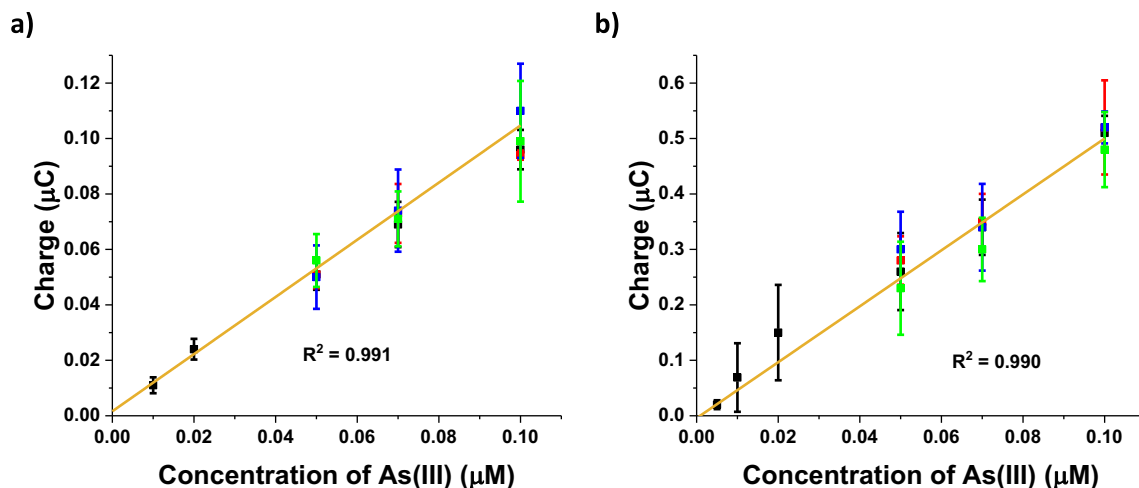 a)
0.12
0.10
0.08
0.06
0.04
0.02
0.00
Charge (μC)
R² = 0.991
0.00 0.02 0.04 0.06 0.08 0.10
Concentration of As(III) (μM)
b)
0.6
0.5
0.4
0.3
0.2
0.1
0.0
Charge (μC)
R² = 0.990
0.00 0.02 0.04 0.06 0.08 0.10
Concentration of As(III) (μM)